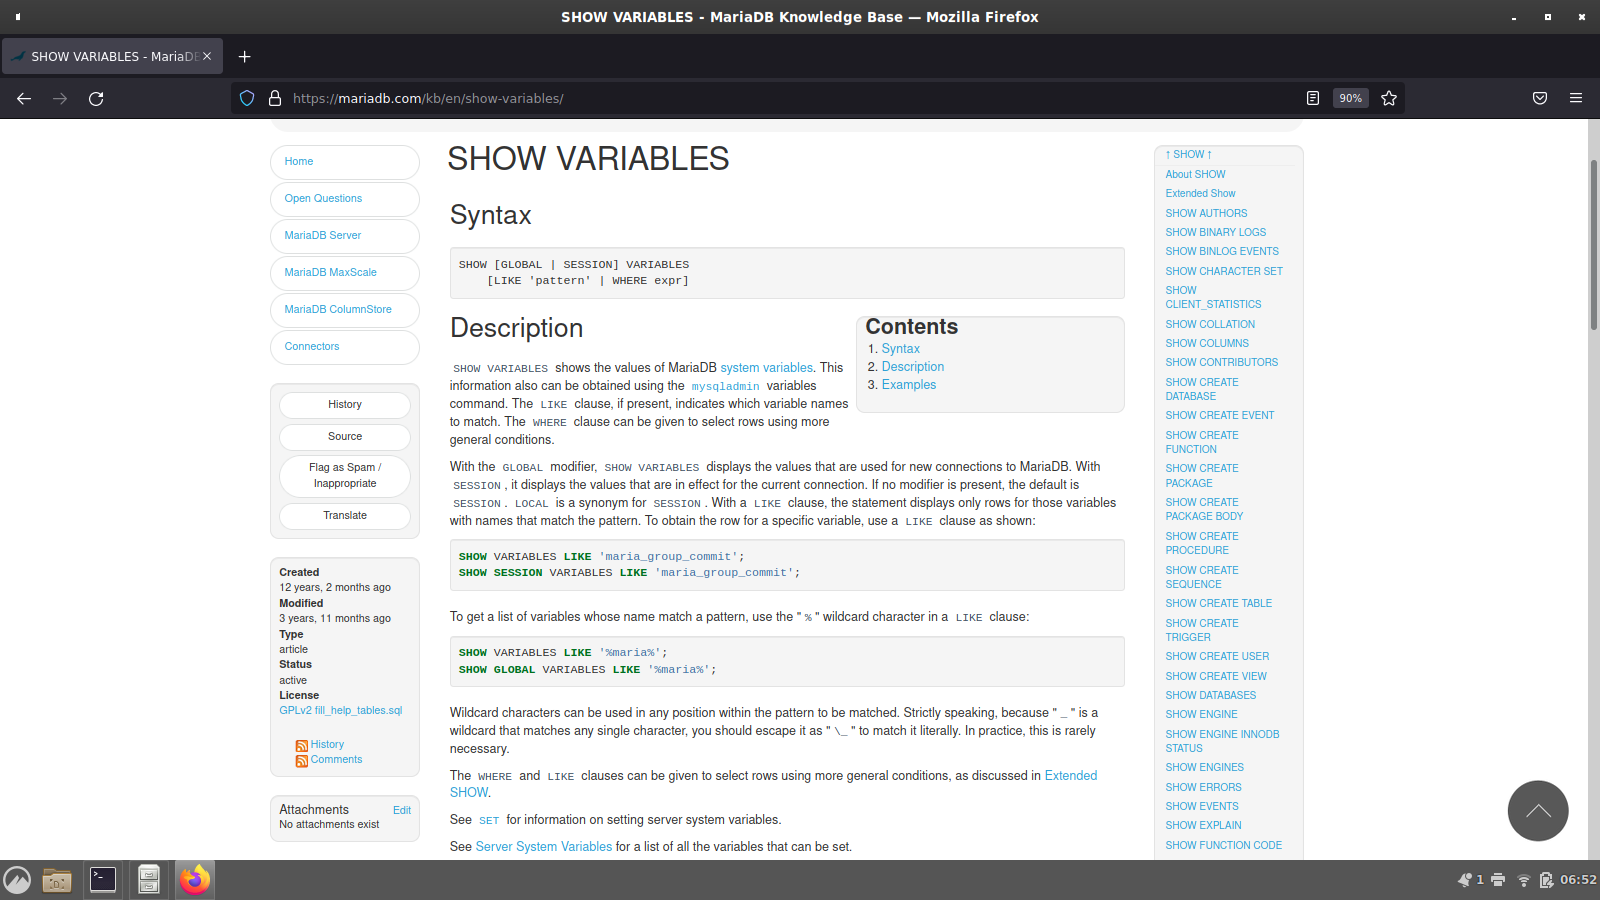 SHOW VARIABLES - MariaDB Knowledge Base — Mozilla Firefox
SHOW VARIABLES - MariaDB
https://mariadb.com/kb/en/show-variables/
90%
Home
Open Questions
MariaDB Server
MariaDB MaxScale
MariaDB ColumnStore
Connectors
History
Source
Flag as Spam /
Inappropriate
Translate
Created
12 years, 2 months ago
Modified
3 years, 11 months ago
Type
article
Status
active
License
GPLv2 fill_help_tables.sql
History
Comments
Attachments
Edit
No attachments exist
SHOW VARIABLES
Syntax
SHOW [GLOBAL | SESSION] VARIABLES
[LIKE 'pattern' | WHERE expr]
Description
SHOW VARIABLES shows the values of MariaDB system variables. This
information also can be obtained using the mysqladmin variables
command. The LIKE clause, if present, indicates which variable names
to match. The WHERE clause can be given to select rows using more
general conditions.
Contents
1. Syntax
2. Description
3. Examples
With the GLOBAL modifier, SHOW VARIABLES displays the values that are used for new connections to MariaDB. With
SESSION , it displays the values that are in effect for the current connection. If no modifier is present, the default is
SESSION . LOCAL is a synonym for SESSION . With a LIKE clause, the statement displays only rows for those variables
with names that match the pattern. To obtain the row for a specific variable, use a LIKE clause as shown:
SHOW VARIABLES LIKE 'maria_group_commit';
SHOW SESSION VARIABLES LIKE 'maria_group_commit';
To get a list of variables whose name match a pattern, use the " % " wildcard character in a LIKE clause:
SHOW VARIABLES LIKE '%maria%';
SHOW GLOBAL VARIABLES LIKE '%maria%';
Wildcard characters can be used in any position within the pattern to be matched. Strictly speaking, because " _ " is a
wildcard that matches any single character, you should escape it as " \_ " to match it literally. In practice, this is rarely
necessary.
The WHERE and LIKE clauses can be given to select rows using more general conditions, as discussed in Extended
SHOW.
See SET for information on setting server system variables.
See Server System Variables for a list of all the variables that can be set.
↑ SHOW ↑
About SHOW
Extended Show
SHOW AUTHORS
SHOW BINARY LOGS
SHOW BINLOG EVENTS
SHOW CHARACTER SET
SHOW
CLIENT_STATISTICS
SHOW COLLATION
SHOW COLUMNS
SHOW CONTRIBUTORS
SHOW CREATE
DATABASE
SHOW CREATE EVENT
SHOW CREATE
FUNCTION
SHOW CREATE
PACKAGE
SHOW CREATE
PACKAGE BODY
SHOW CREATE
PROCEDURE
SHOW CREATE
SEQUENCE
SHOW CREATE TABLE
SHOW CREATE
TRIGGER
SHOW CREATE USER
SHOW CREATE VIEW
SHOW DATABASES
SHOW ENGINE
SHOW ENGINE INNODB
STATUS
SHOW ENGINES
SHOW ERRORS
SHOW EVENTS
SHOW EXPLAIN
SHOW FUNCTION CODE
1
06:52